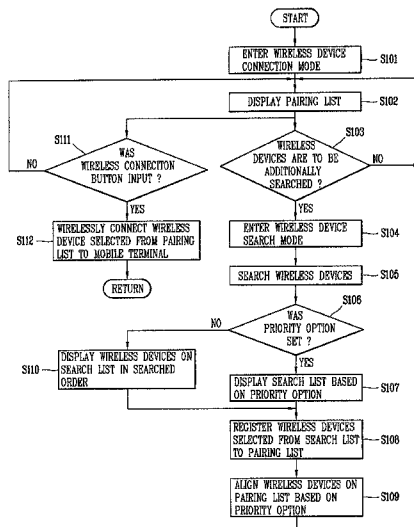 START
ENTER WIRELESS DEVICE
CONNECTION MODE
S101
DISPLAY PAIRING LIST
S102
S111
WAS
WIRELESS CONNECTION
BUTTON INPUT ?
NO
YES
S103
WIRELESS
DEVICES ARE TO BE
ADDITIONALLY
SEARCHED ?
NO
YES
S112
WIRELESSLY CONNECT WIRELESS
DEVICE SELECTED FROM PAIRING
LIST TO MOBILE TERMINAL
RETURN
ENTER WIRELESS DEVICE
SEARCH MODE
S104
SEARCH WIRELESS DEVICES
S105
S106
WAS
PRIORITY OPTION
SET ?
NO
YES
S110
DISPLAY WIRELESS DEVICES ON
SEARCH LIST IN SEARCHED
ORDER
DISPLAY SEARCH LIST BASED
ON PRIORITY OPTION
S107
REGISTER WIRELESS DEVICES
SELECTED FROM SEARCH LIST TO
PAIRING LIST
S108
ALIGN WIRELESS DEVICES ON
PAIRING LIST BASED ON
PRIORITY OPTION
S109